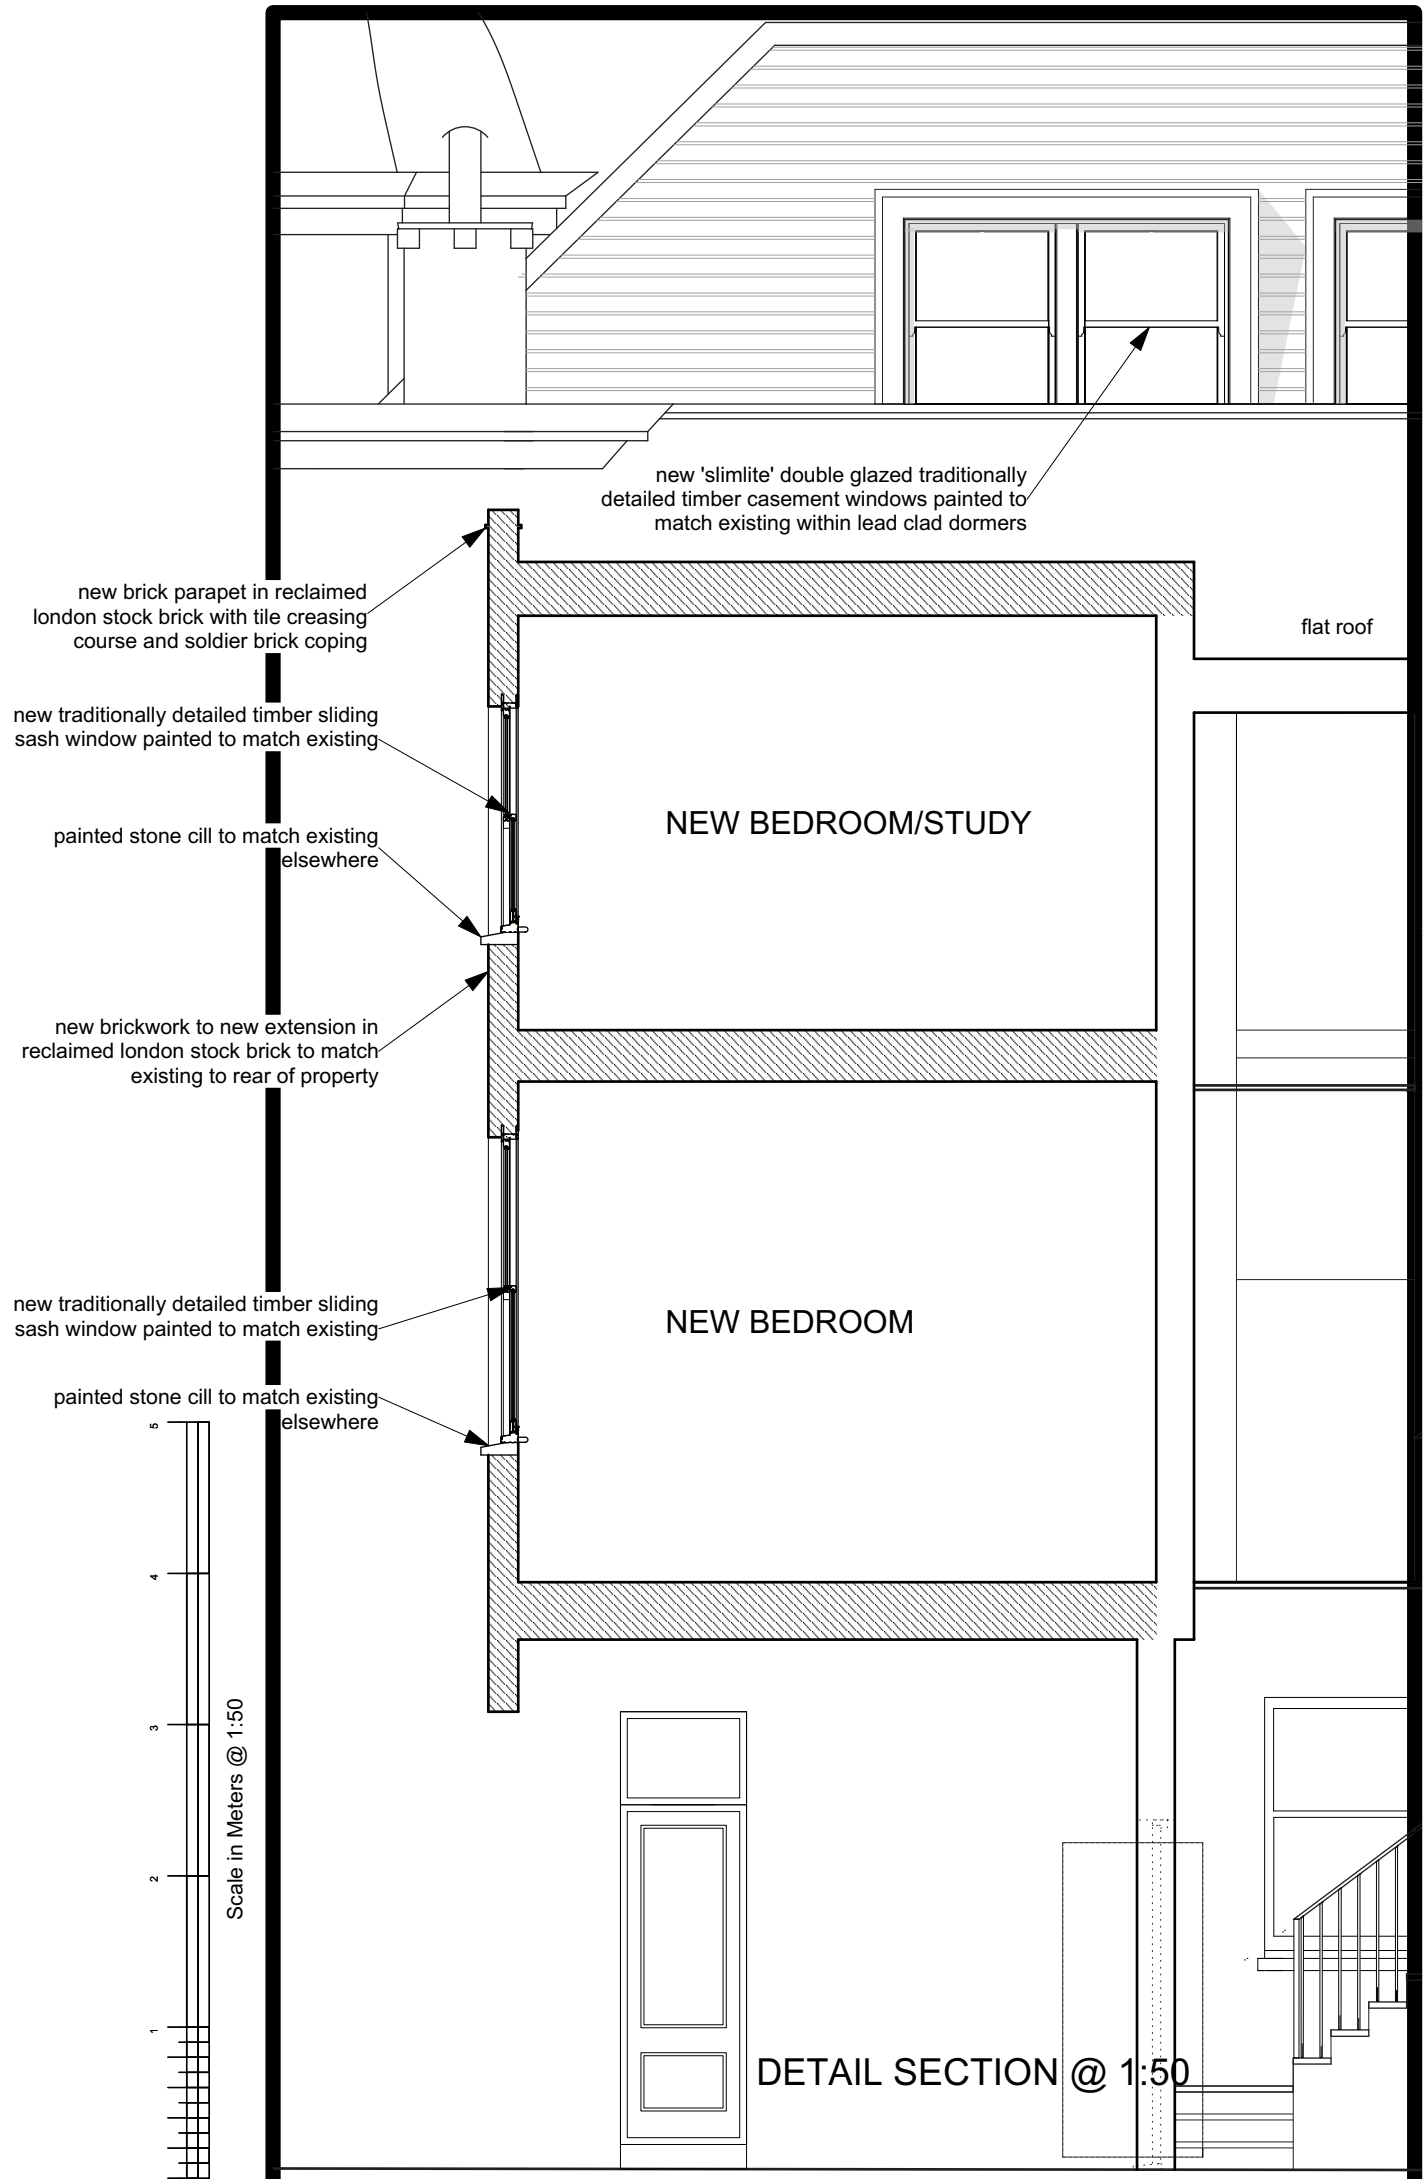 new 'slimlite' double glazed traditionally
detailed timber casement windows painted to
match existing within lead clad dormers
new brick parapet in reclaimed
london stock brick with tile creasing
course and soldier brick coping
flat roof
new traditionally detailed timber sliding
sash window painted to match existing
NEW BEDROOM/STUDY
painted stone cill to match existing
elsewhere
new brickwork to new extension in
reclaimed london stock brick to match
existing to rear of property
new traditionally detailed timber sliding
sash window painted to match existing
NEW BEDROOM
painted stone cill to match existing
elsewhere
5
4
3
2
1
Scale in Meters @ 1:50
DETAIL SECTION @ 1:50